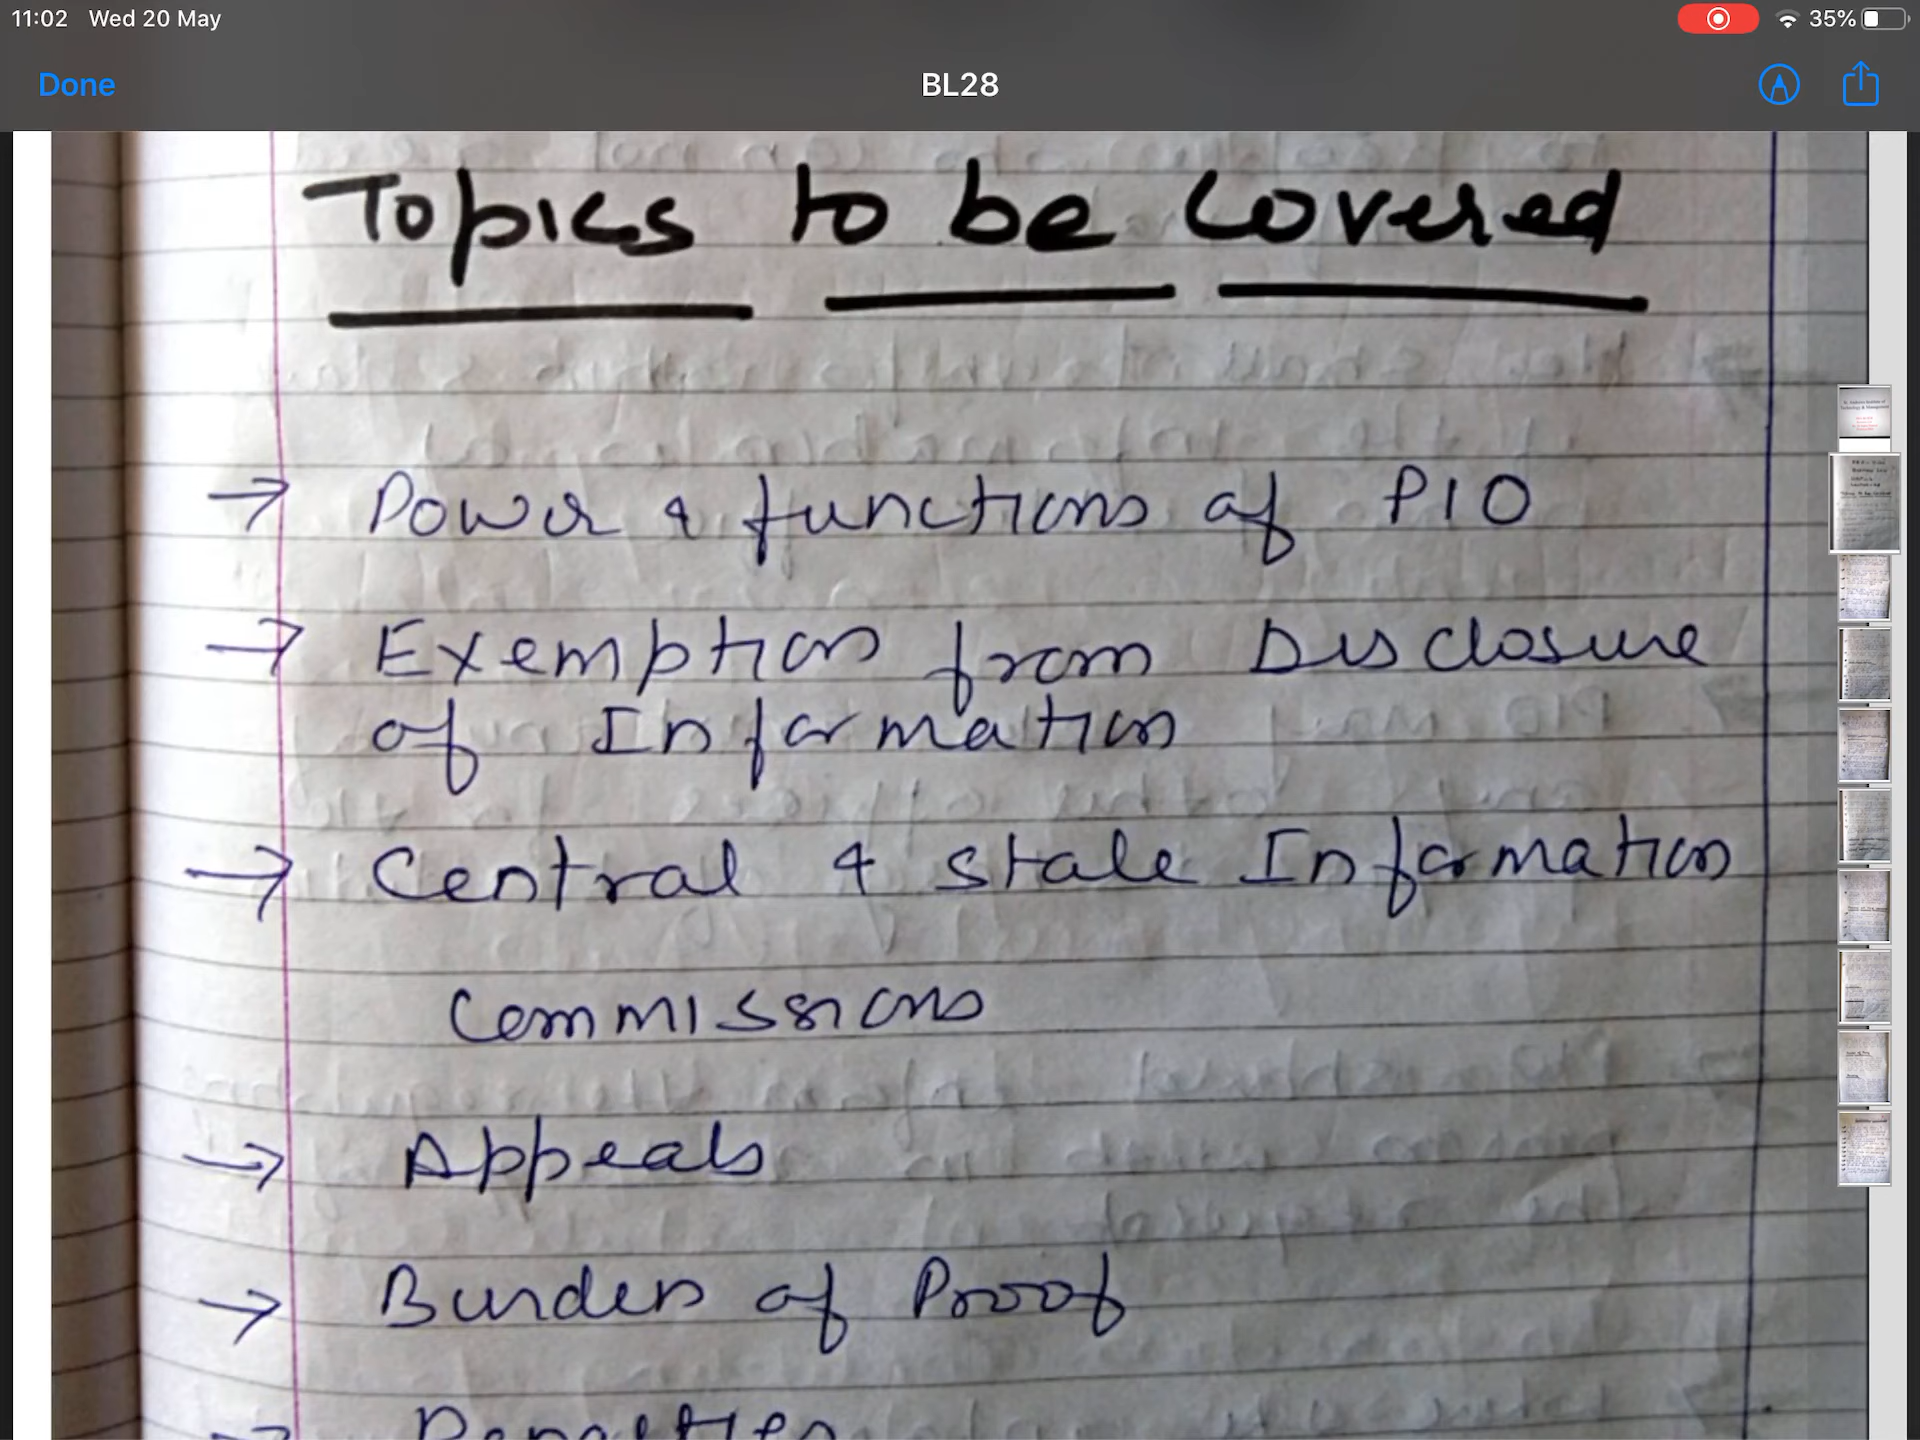 11:02 Wed 20 May
35%
Done
BL28
Topics to be Covered
→ Power & functions of PIO
→ Exemption from Disclosure
of Information
→ Central & State Information
Commissions
→ Appeals
→ Burden of Proof
→ Penalties